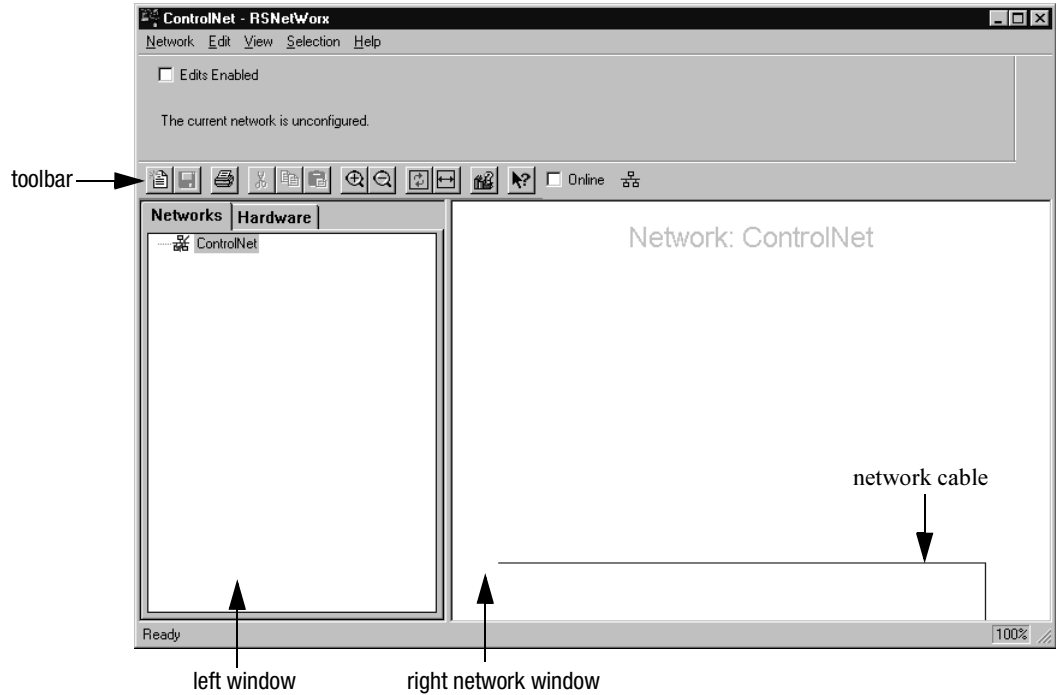 ControlNet - RSNetWorx
Network Edit View Selection Help
Edits Enabled
The current network is unconfigured.
toolbar
Online
Networks Hardware
ControlNet
Network: ControlNet
network cable
Ready
100%
left window
right network window